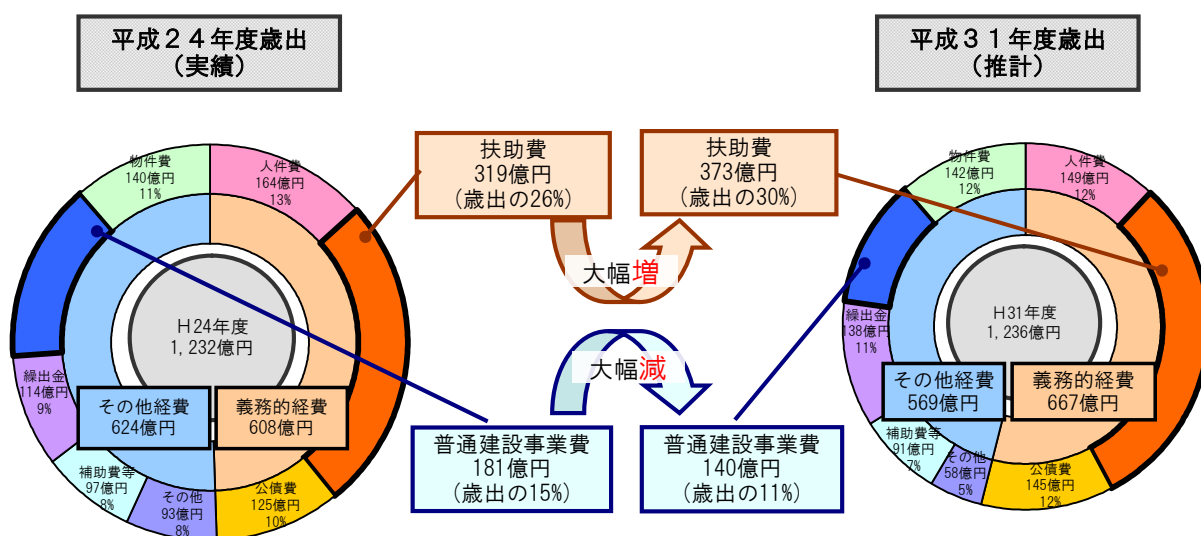 平成２４年度歳出
（実績）
平成３１年度歳出
（推計）
物件費
140億円
11%
人件費
164億円
13%
扶助費
319億円
(歳出の26%)
扶助費
373億円
(歳出の30%)
物件費
142億円
12%
人件費
149億円
12%
大幅増
大幅減
H24年度
1,232億円
H31年度
1,236億円
繰出金
114億円
9%
その他経費
624億円
義務的経費
608億円
繰出金
138億円
11%
その他経費
569億円
義務的経費
667億円
普通建設事業費
181億円
(歳出の15%)
普通建設事業費
140億円
(歳出の11%)
補助費等
97億円
8%
その他
93億円
8%
公債費
125億円
10%
補助費等
91億円
7%
その他
58億円
5%
公債費
145億円
12%